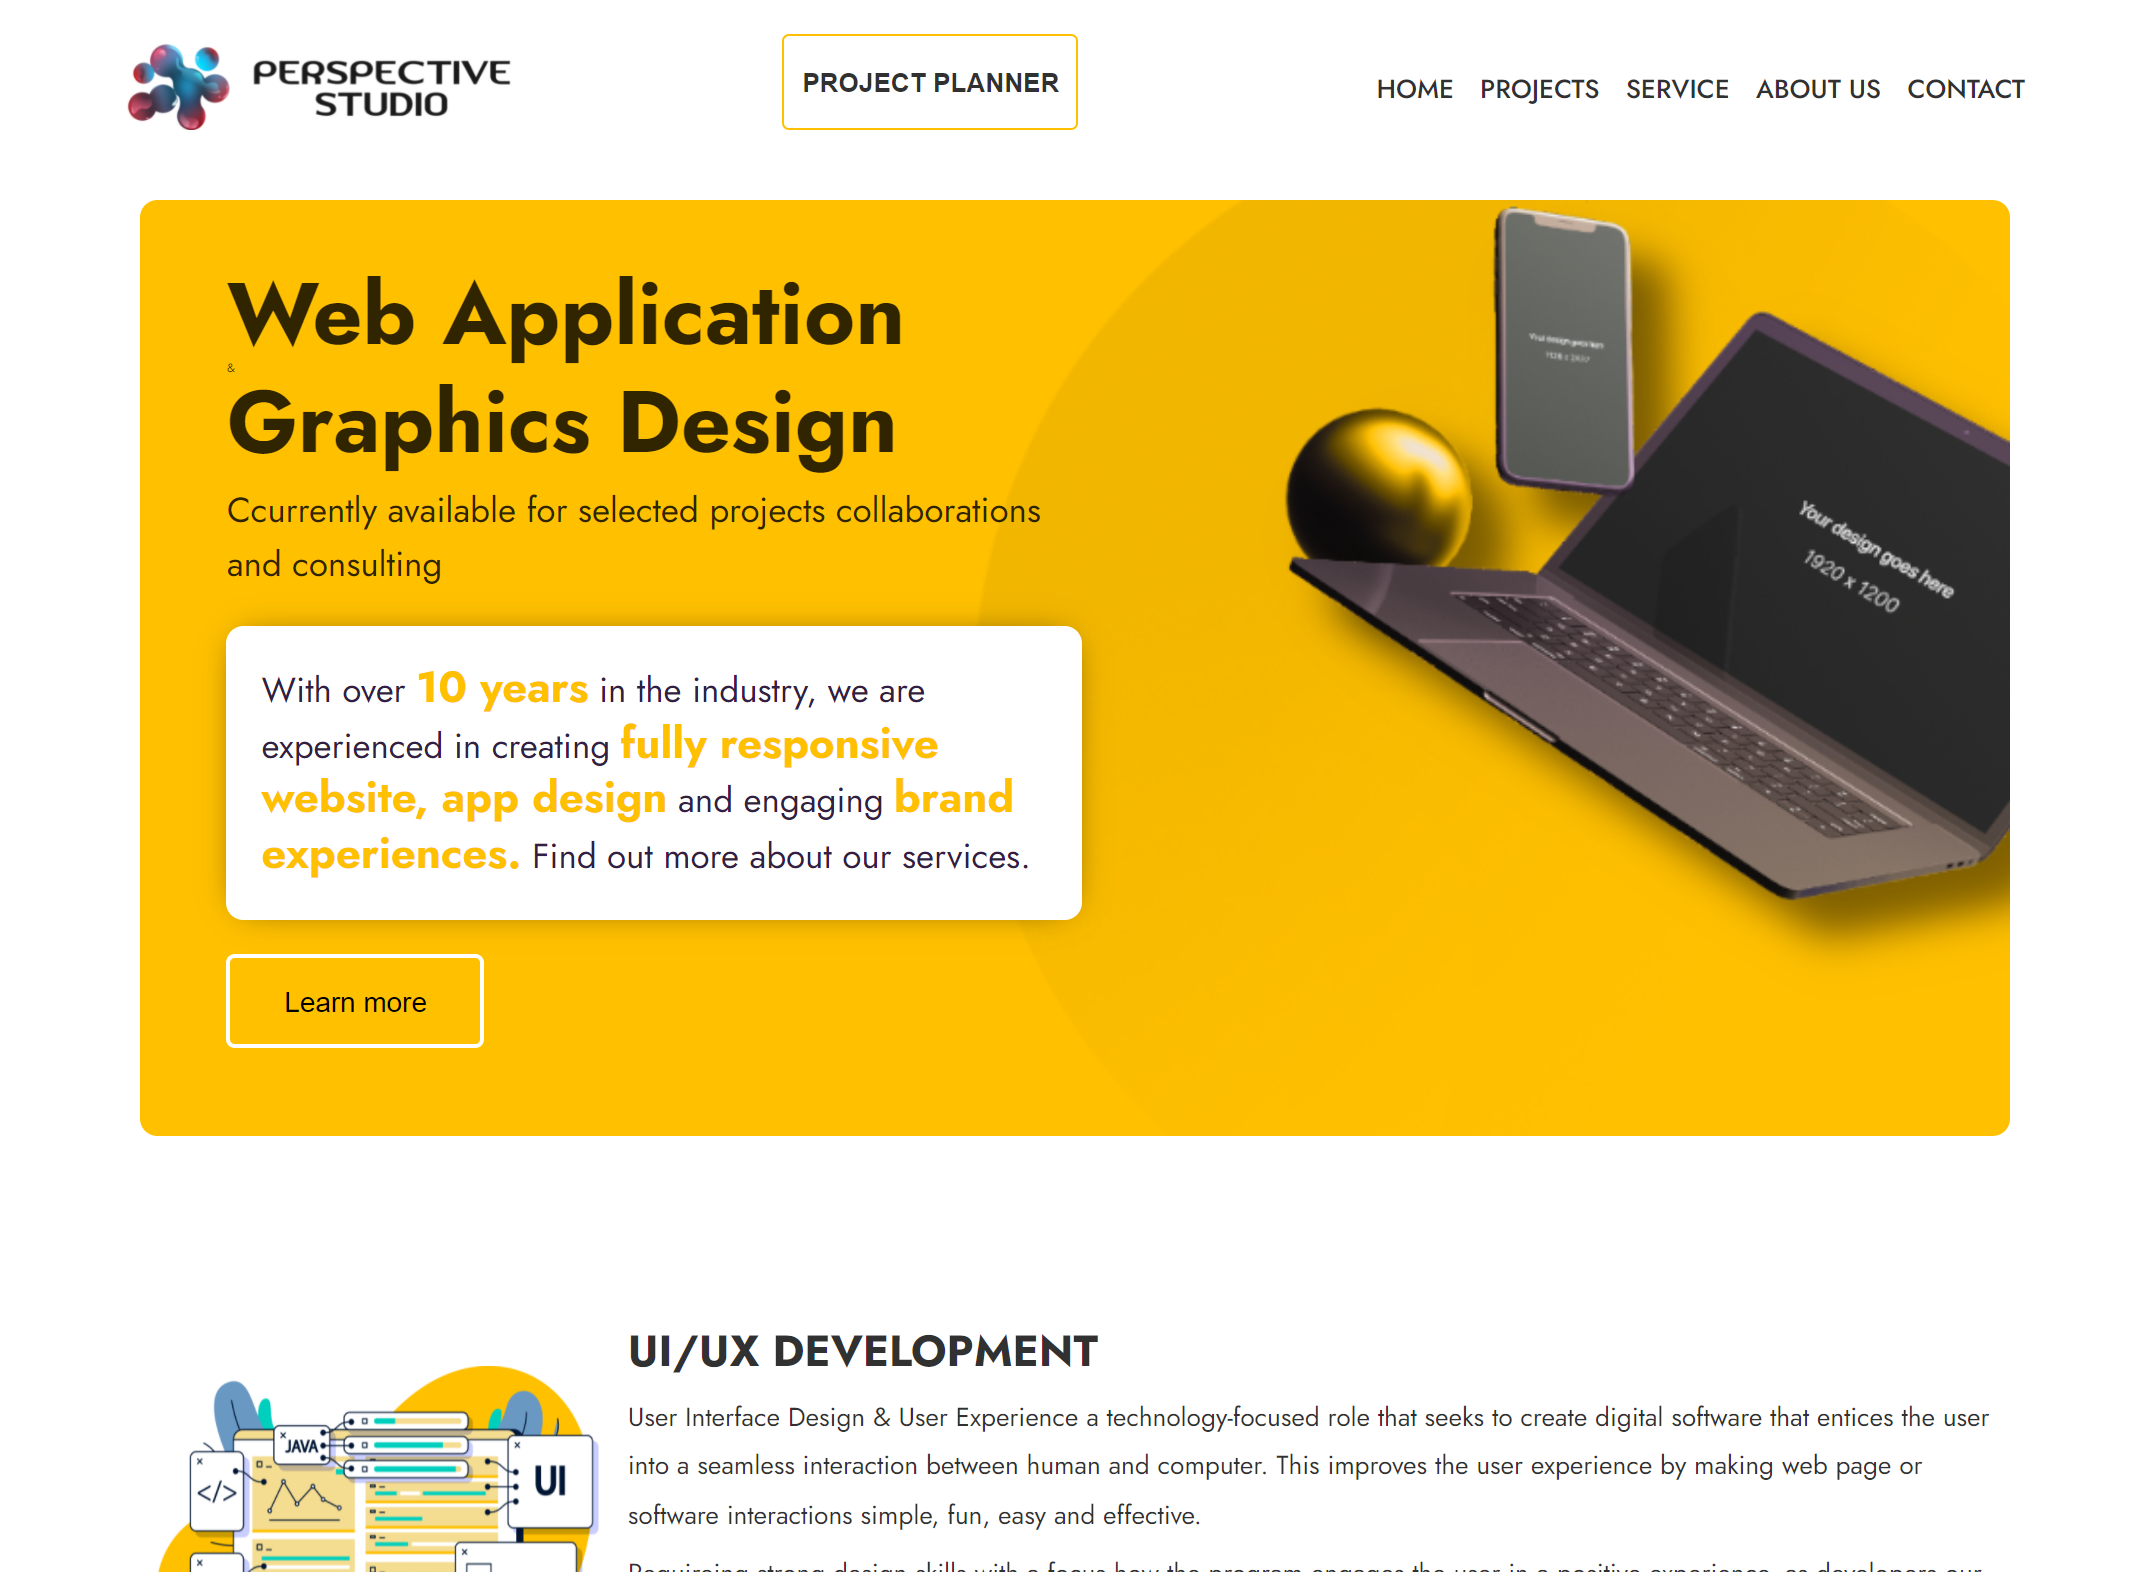 PERSPECTIVE
STUDIO
PROJECT PLANNER
HOME PROJECTS SERVICE ABOUT US CONTACT
Web Application
&
Graphics Design
Ccurrently available for selected projects collaborations
and consulting
With over 10 years in the industry, we are
experienced in creating fully responsive
website, app design and engaging brand
experiences. Find out more about our services.
Learn more
Your design goes here
Your design goes here
1920 x 1200
UI/UX DEVELOPMENT
User Interface Design & User Experience a technology-focused role that seeks to create digital software that entices the user
into a seamless interaction between human and computer. This improves the user experience by making web page or
software interactions simple, fun, easy and effective.
JAVA
UI
</>